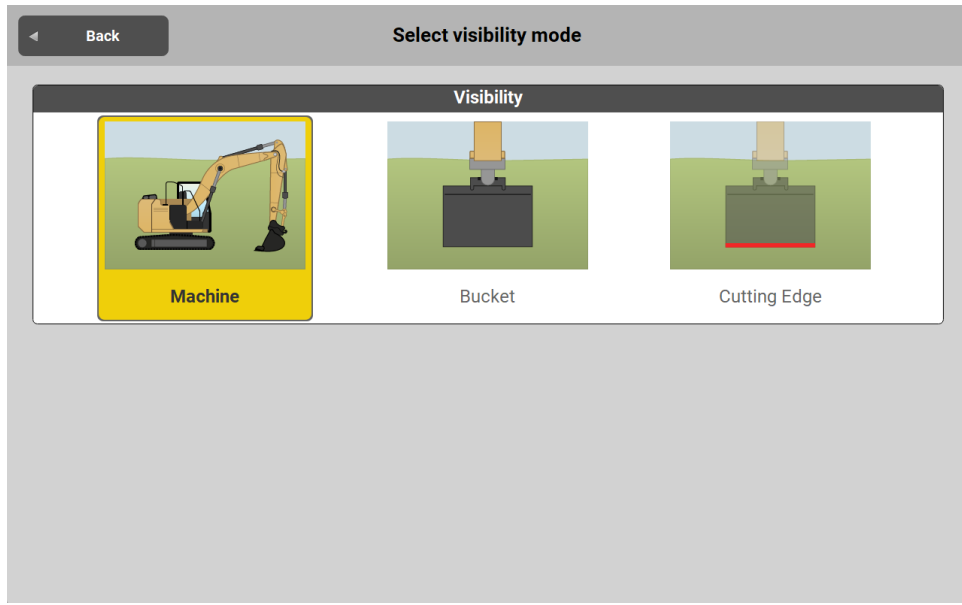 Back
Select visibility mode
Visibility
Machine
Bucket
Cutting Edge